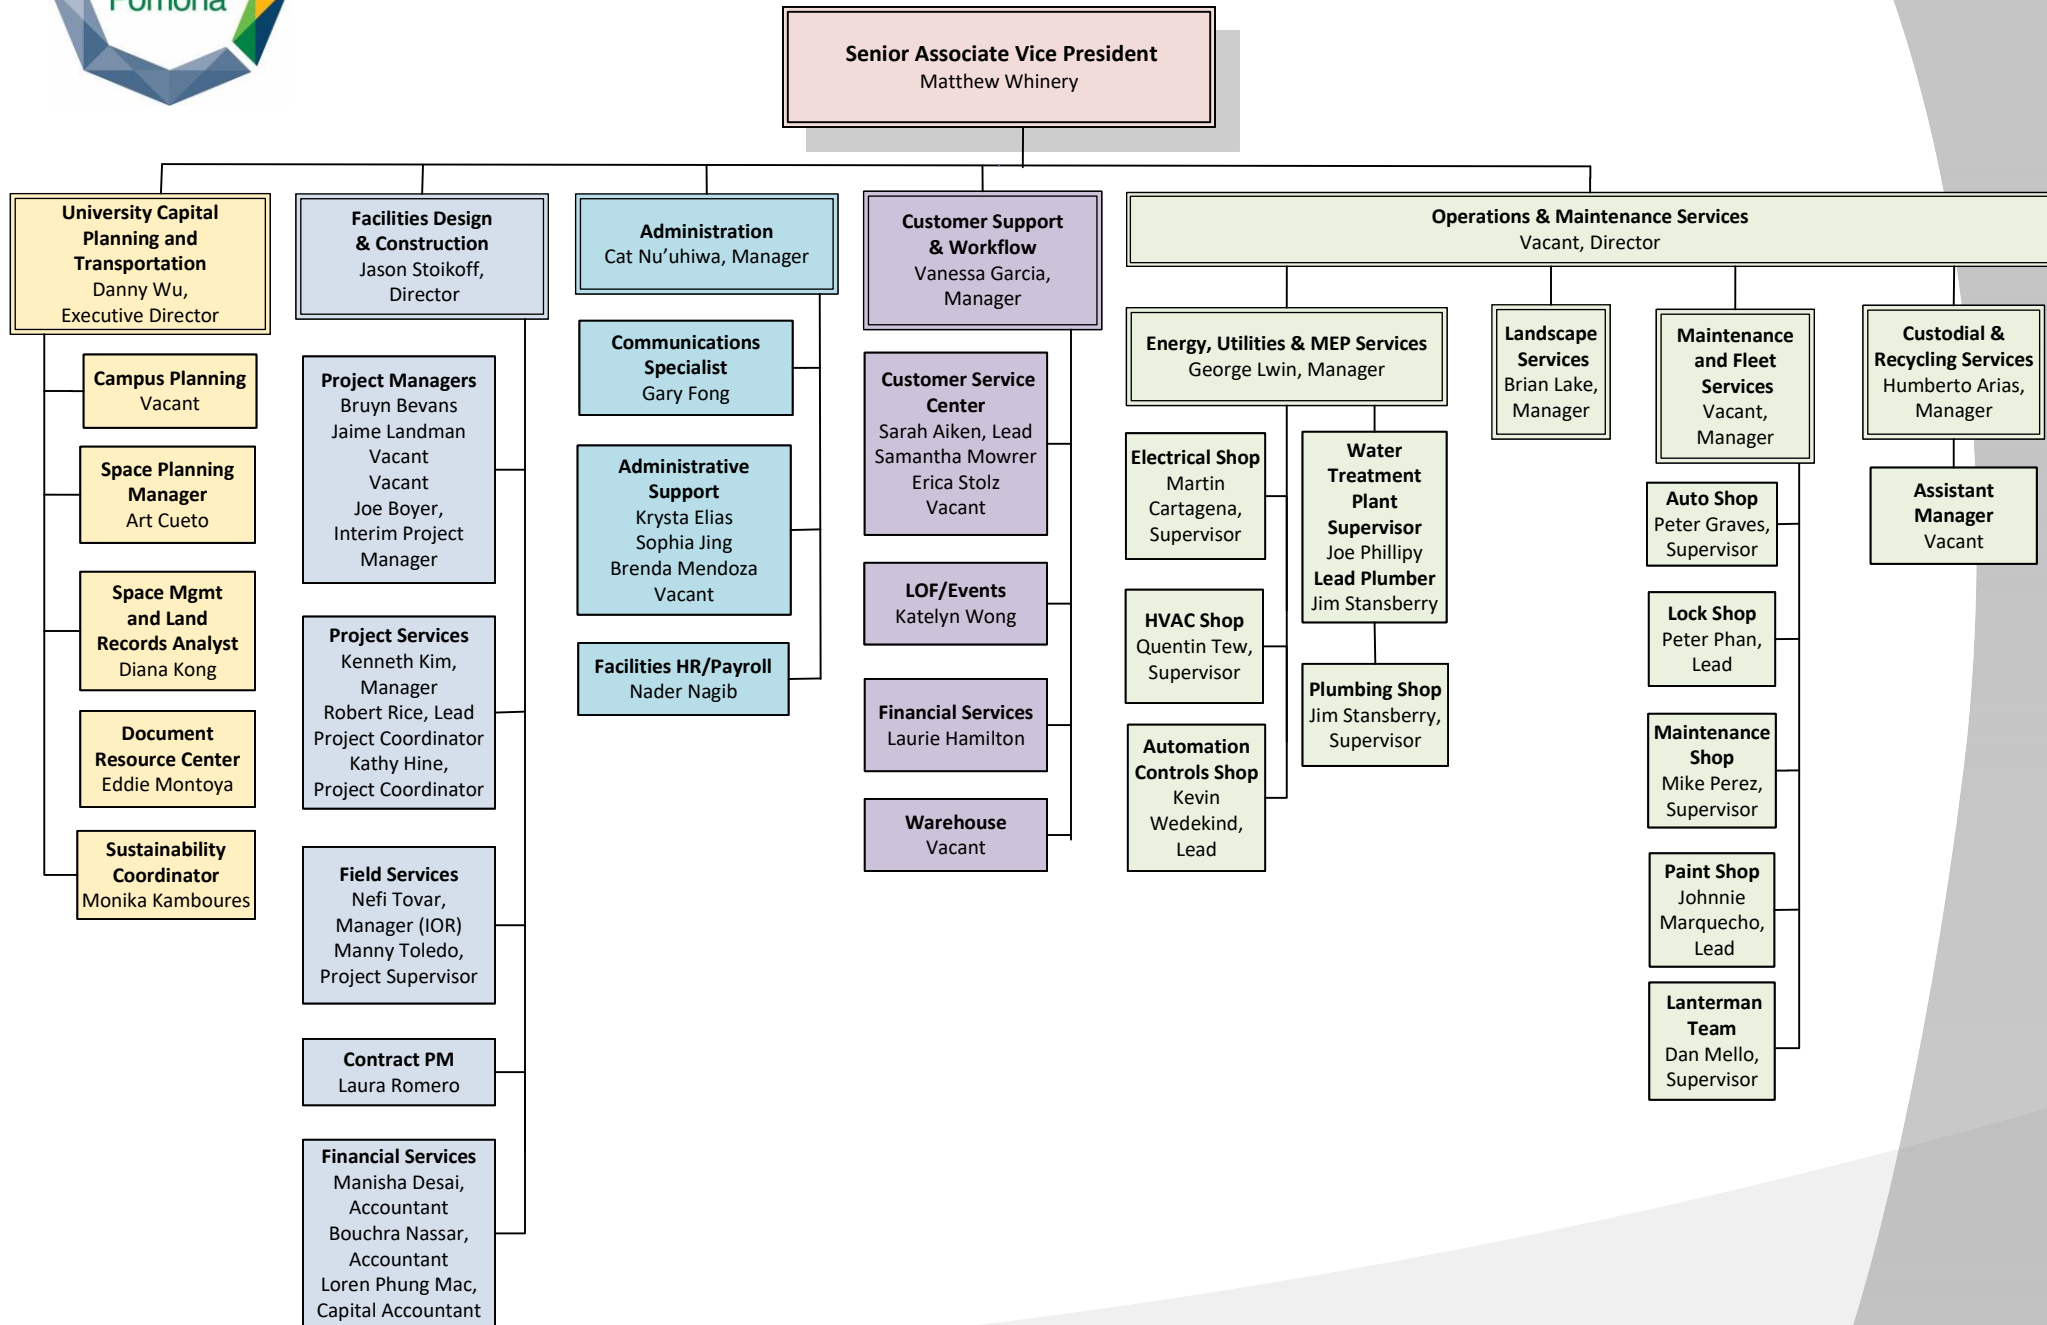 Pomona
Senior Associate Vice President
Matthew Whinery
University Capital
Planning and
Transportation
Danny Wu,
Executive Director
Campus Planning
Vacant
Space Planning
Manager
Art Cueto
Space Mgmt
and Land
Records Analyst
Diana Kong
Document
Resource Center
Eddie Montoya
Sustainability
Coordinator
Monika Kamboures
Facilities Design
& Construction
Jason Stoikoff,
Director
Project Managers
Bruyn Bevans
Jaime Landman
Vacant
Vacant
Joe Boyer,
Interim Project
Manager
Project Services
Kenneth Kim,
Manager
Robert Rice, Lead
Project Coordinator
Kathy Hine,
Project Coordinator
Field Services
Nefi Tovar,
Manager (IOR)
Manny Toledo,
Project Supervisor
Contract PM
Laura Romero
Financial Services
Manisha Desai,
Accountant
Bouchra Nassar,
Accountant
Loren Phung Mac,
Capital Accountant
Administration
Cat Nu’uhiwa, Manager
Communications
Specialist
Gary Fong
Administrative
Support
Krysta Elias
Sophia Jing
Brenda Mendoza
Vacant
Facilities HR/Payroll
Nader Nagib
Customer Support
& Workflow
Vanessa Garcia,
Manager
Customer Service
Center
Sarah Aiken, Lead
Samantha Mowrer
Erica Stolz
Vacant
LOF/Events
Katelyn Wong
Financial Services
Laurie Hamilton
Warehouse
Vacant
Operations & Maintenance Services
Vacant, Director
Energy, Utilities & MEP Services
George Lwin, Manager
Electrical Shop
Martin
Cartagena,
Supervisor
HVAC Shop
Quentin Tew,
Supervisor
Automation
Controls Shop
Kevin
Wedekind,
Lead
Water
Treatment
Plant
Supervisor
Joe Phillipy
Lead Plumber
Jim Stansberry
Plumbing Shop
Jim Stansberry,
Supervisor
Landscape
Services
Brian Lake,
Manager
Maintenance
and Fleet
Services
Vacant,
Manager
Auto Shop
Peter Graves,
Supervisor
Lock Shop
Peter Phan,
Lead
Maintenance
Shop
Mike Perez,
Supervisor
Paint Shop
Johnnie
Marquecho,
Lead
Lanterman
Team
Dan Mello,
Supervisor
Custodial &
Recycling Services
Humberto Arias,
Manager
Assistant
Manager
Vacant